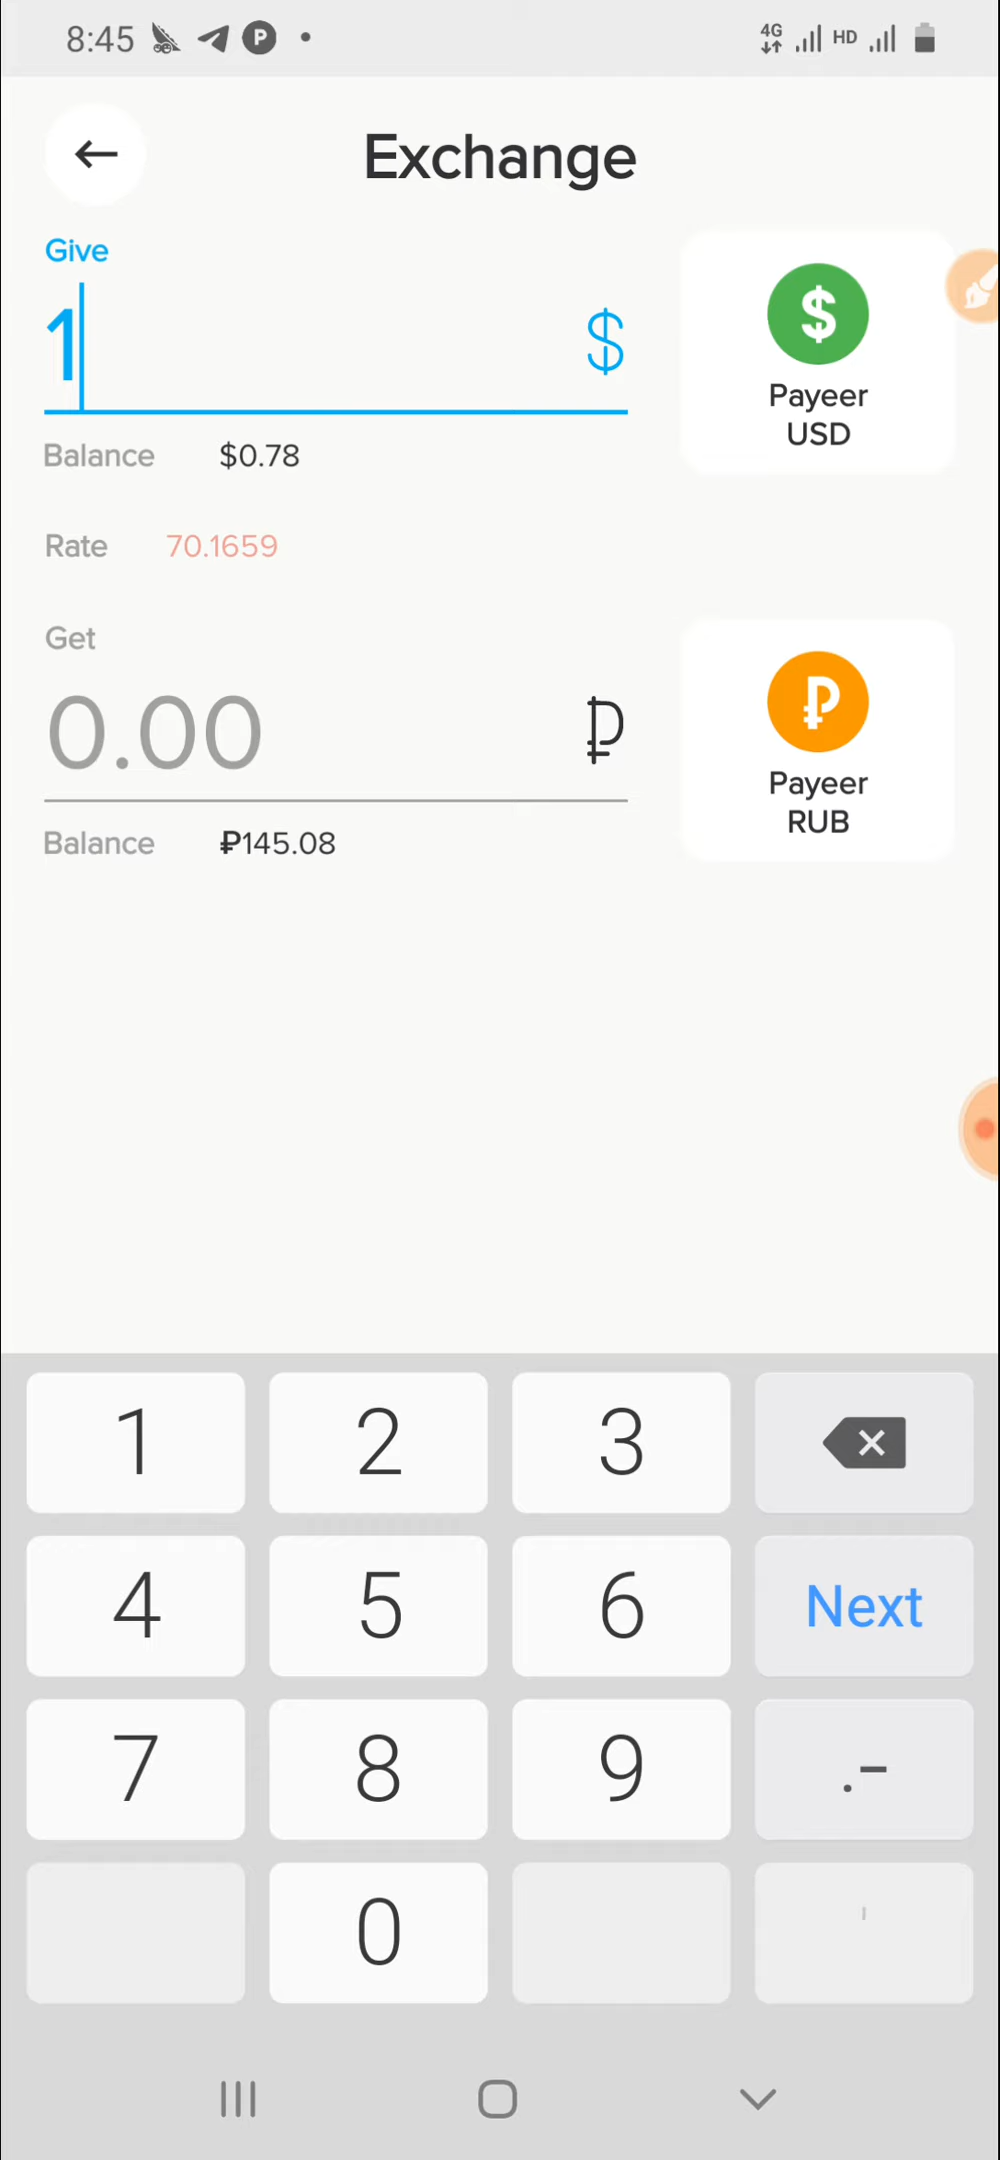 8:45 P 4G HD
Exchange
Give
1 $
$
Payeer
USD
Balance $0.78
Rate 70.1659
Get
0.00 ₽
₽
Payeer
RUB
Balance ₽145.08
1 2 3
4 5 6 Next
7 8 9 .-
0 '